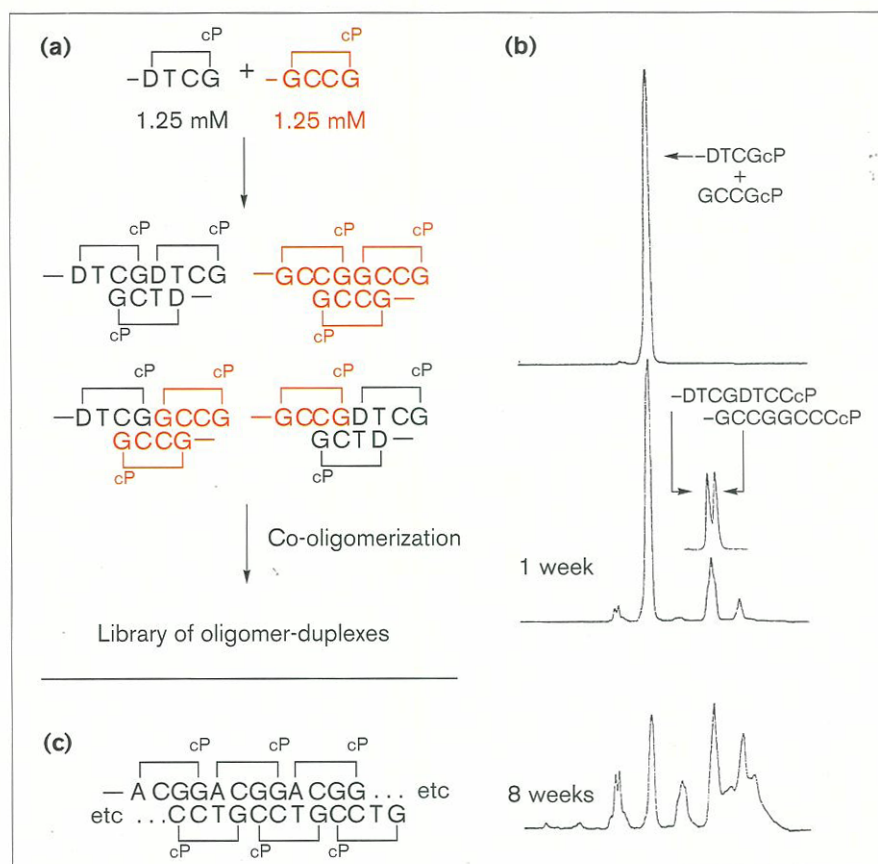 (a)
cP cP
–DTCG + –GCCG
1.25 mM 1.25 mM
cP cP cP cP
— DTCGDTCG —GCCGGCCG
GCTD— GCCG—
cP cP
cP cP cP cP
—DTCGGCCG —GCCGDTCG
GCCG— GCTD—
cP cP
Co-oligomerization
Library of oligomer-duplexes
(b)
–DTCGcP
+
GCCGcP
–DTCGDTCCcP
–GCCGGCCCcP
1 week
8 weeks
(c)
cP cP cP
—ACGGACGGACGG... etc
etc ...CCTGCCTGCCTG
cP cP cP